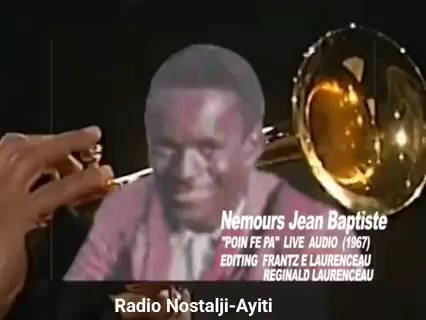 Nemours Jean Baptiste
"POIN FE PA" LIVE AUDIO (1967)
EDITING FRANTZ E LAURENCEAU
REGINALD LAURENCEAU
Radio Nostalji-Ayiti